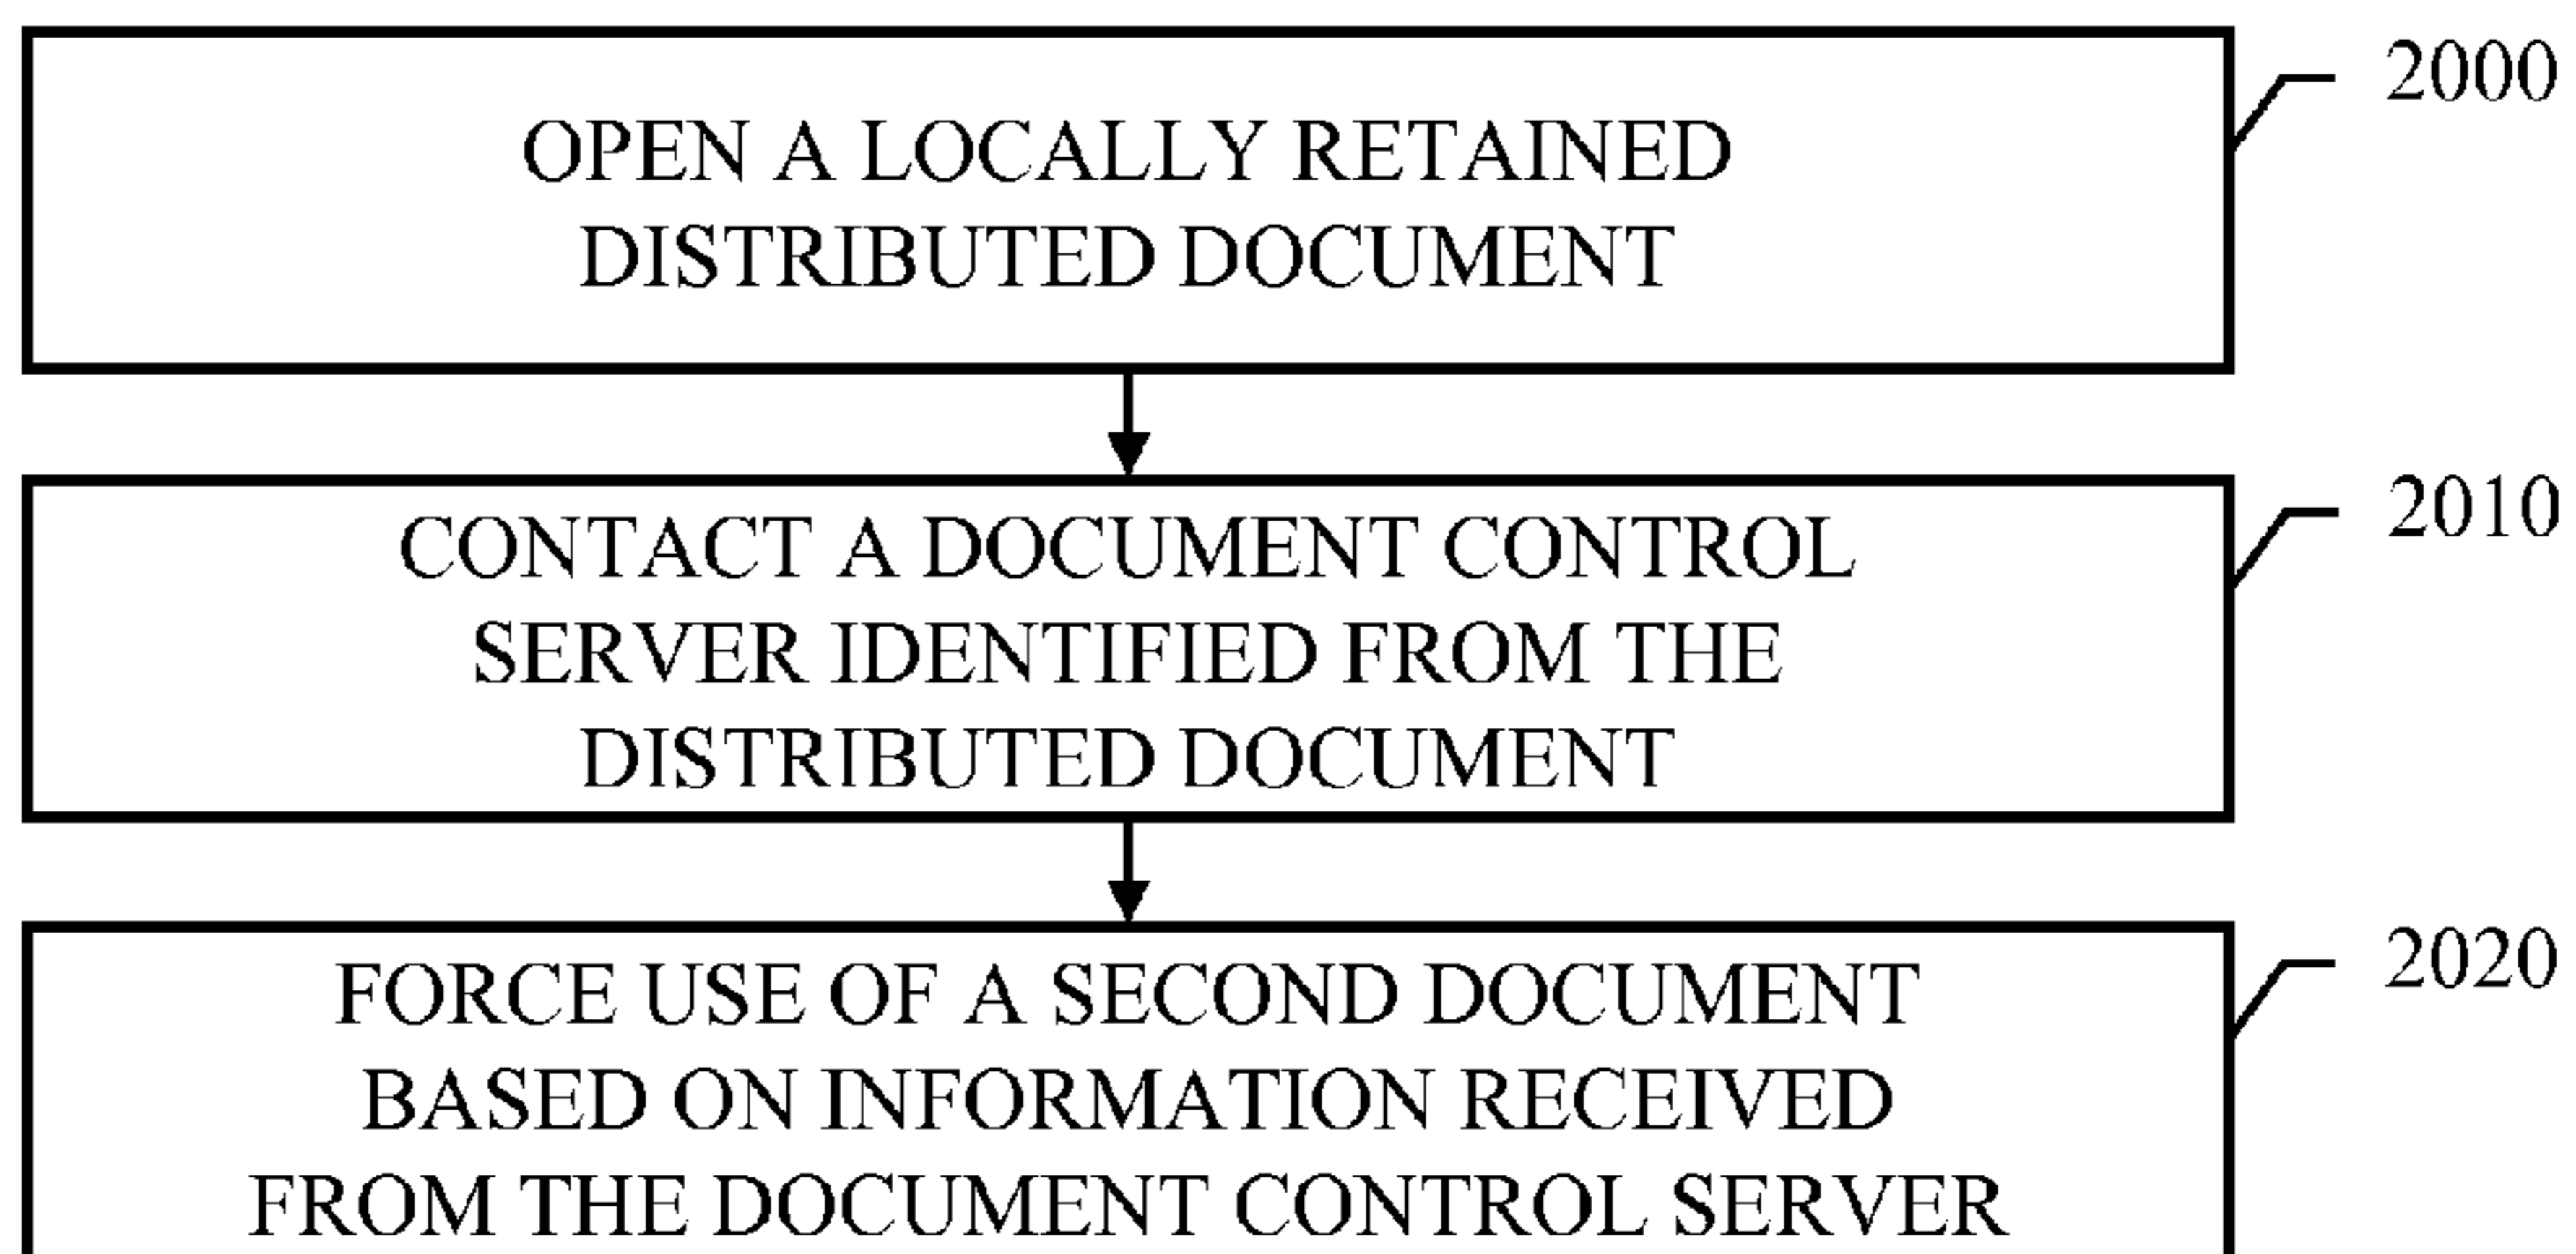 2000
OPEN A LOCALLY RETAINED
DISTRIBUTED DOCUMENT
2010
CONTACT A DOCUMENT CONTROL
SERVER IDENTIFIED FROM THE
DISTRIBUTED DOCUMENT
2020
FORCE USE OF A SECOND DOCUMENT
BASED ON INFORMATION RECEIVED
FROM THE DOCUMENT CONTROL SERVER